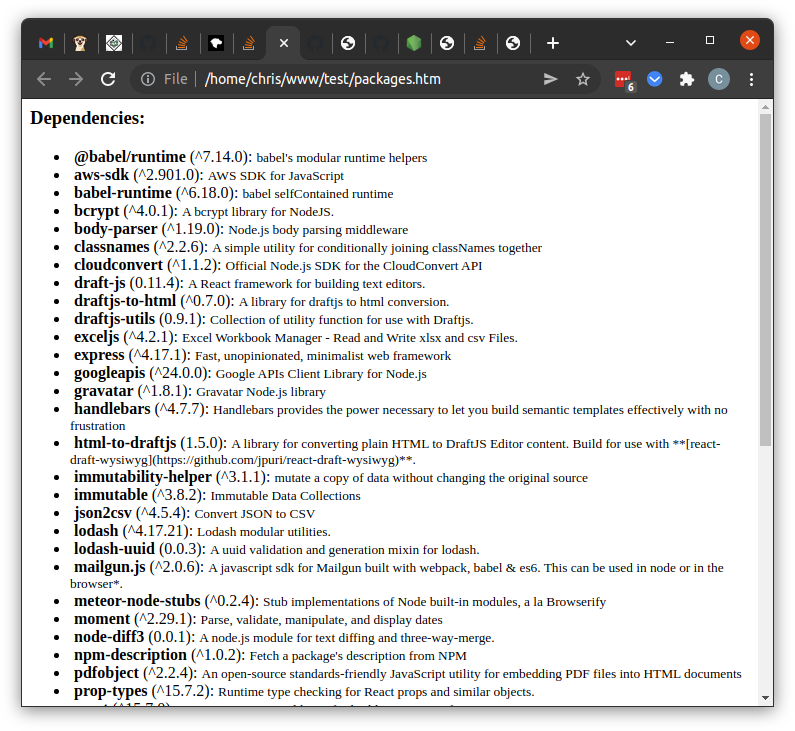 File
/home/chris/www/test/packages.htm
6
C
Dependencies:
@babel/runtime (^7.14.0): babel's modular runtime helpers
aws-sdk (^2.901.0): AWS SDK for JavaScript
babel-runtime (^6.18.0): babel selfContained runtime
bcrypt (^4.0.1): A bcrypt library for NodeJS.
body-parser (^1.19.0): Node.js body parsing middleware
classnames (^2.2.6): A simple utility for conditionally joining classNames together
cloudconvert (^1.1.2): Official Node.js SDK for the CloudConvert API
draft-js (0.11.4): A React framework for building text editors.
draftjs-to-html (^0.7.0): A library for draftjs to html conversion.
draftjs-utils (0.9.1): Collection of utility function for use with Draftjs.
exceljs (^4.2.1): Excel Workbook Manager - Read and Write xlsx and csv Files.
express (^4.17.1): Fast, unopinionated, minimalist web framework
googleapis (^24.0.0): Google APIs Client Library for Node.js
gravatar (^1.8.1): Gravatar Node.js library
handlebars (^4.7.7): Handlebars provides the power necessary to let you build semantic templates effectively with no
frustration
html-to-draftjs (1.5.0): A library for converting plain HTML to DraftJS Editor content. Build for use with **[react-
draft-wysiwyg](https://github.com/jpuri/react-draft-wysiwyg)**.
immutability-helper (^3.1.1): mutate a copy of data without changing the original source
immutable (^3.8.2): Immutable Data Collections
json2csv (^4.5.4): Convert JSON to CSV
lodash (^4.17.21): Lodash modular utilities.
lodash-uuid (0.0.3): A uuid validation and generation mixin for lodash.
mailgun.js (^2.0.6): A javascript sdk for Mailgun built with webpack, babel & es6. This can be used in node or in the
browser*.
meteor-node-stubs (^0.2.4): Stub implementations of Node built-in modules, a la Browserify
moment (^2.29.1): Parse, validate, manipulate, and display dates
node-diff3 (0.0.1): A node.js module for text diffing and three-way-merge.
npm-description (^1.0.2): Fetch a package's description from NPM
pdfobject (^2.2.4): An open-source standards-friendly JavaScript utility for embedding PDF files into HTML documents
prop-types (^15.7.2): Runtime type checking for React props and similar objects.